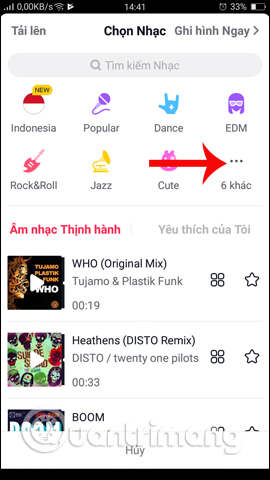 0,00KB/s 14:41 33%
Tải lên Chọn Nhạc Ghi hình Ngay >
Tìm kiếm Nhạc
NEW
Indonesia Popular Dance EDM
Rock&Roll Jazz Cute 6 khác
Âm nhạc Thịnh hành Yêu thích của Tôi
TUJAMO
PLASTIK
FUNK
WHO
WHO (Original Mix)
Tujamo & Plastik Funk
00:19
Heathens (DISTO Remix)
DISTO / twenty one pilots
00:33
BOOM
Hủy
uantrimang